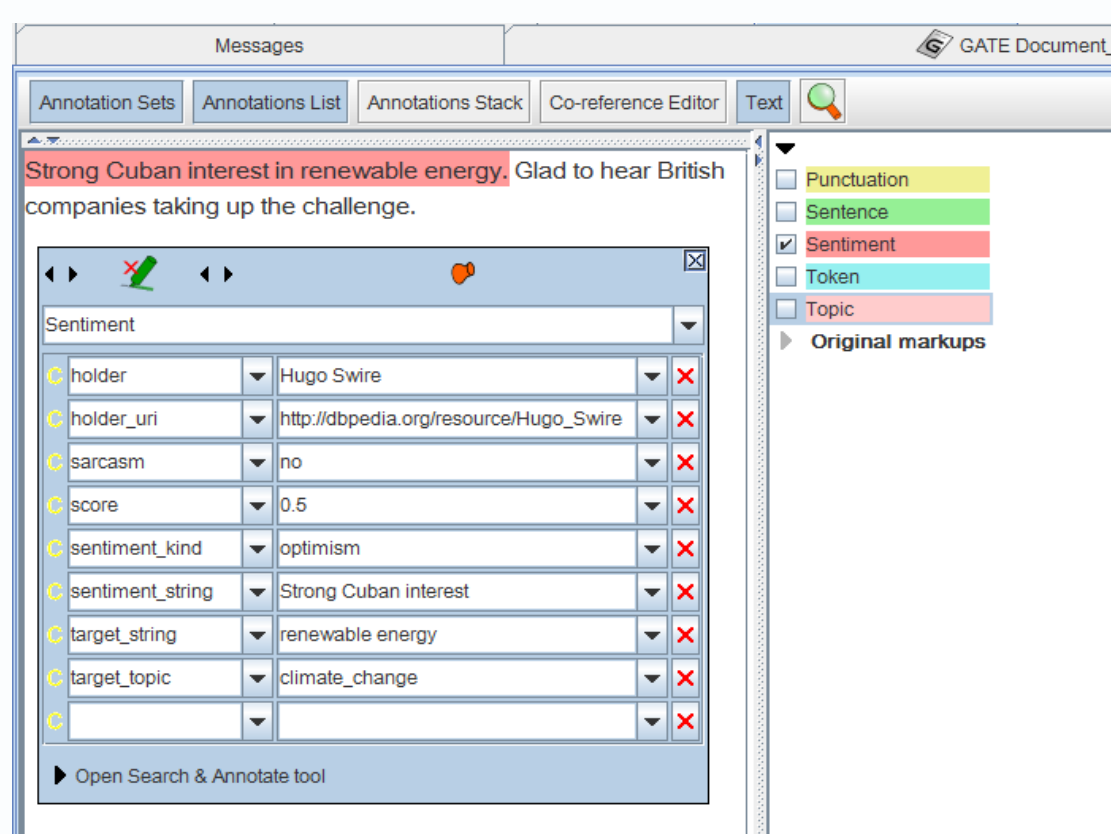 Messages
GATE Document_
Annotation Sets Annotations List Annotations Stack Co-reference Editor Text
Strong Cuban interest in renewable energy. Glad to hear British
companies taking up the challenge.
Sentiment
C holder Hugo Swire
C holder_uri http://dbpedia.org/resource/Hugo_Swire
C sarcasm no
C score 0.5
C sentiment_kind optimism
C sentiment_string Strong Cuban interest
C target_string renewable energy
C target_topic climate_change
C
Open Search & Annotate tool
Punctuation
Sentence
Sentiment
Token
Topic
Original markups